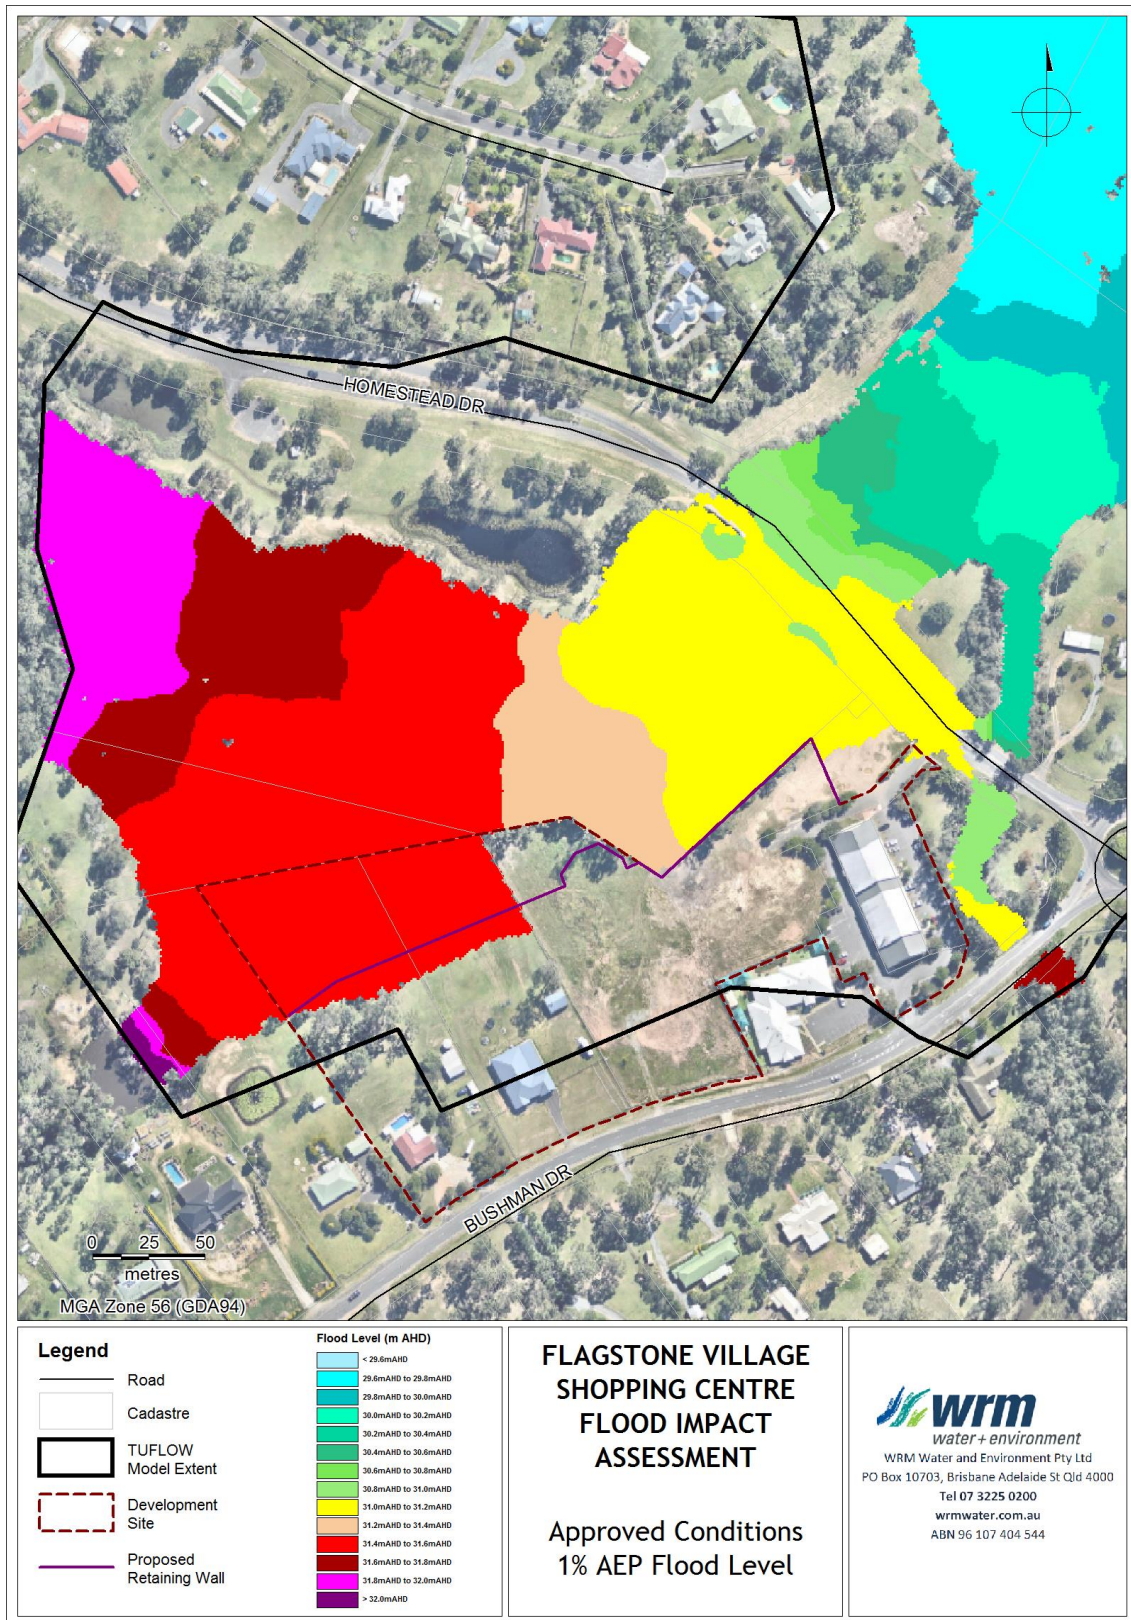 HOMESTEAD DR
BUSHMAN DR
0 25 50
metres
MGA Zone 56 (GDA94)
Legend
Road
Cadastre
TUFLOW
Model Extent
Development
Site
Proposed
Retaining Wall
Flood Level (m AHD)
< 29.6mAHD
29.6mAHD to 29.8mAHD
29.8mAHD to 30.0mAHD
30.0mAHD to 30.2mAHD
30.2mAHD to 30.4mAHD
30.4mAHD to 30.6mAHD
30.6mAHD to 30.8mAHD
30.8mAHD to 31.0mAHD
31.0mAHD to 31.2mAHD
31.2mAHD to 31.4mAHD
31.4mAHD to 31.6mAHD
31.6mAHD to 31.8mAHD
31.8mAHD to 32.0mAHD
> 32.0mAHD
FLAGSTONE VILLAGE
SHOPPING CENTRE
FLOOD IMPACT
ASSESSMENT
Approved Conditions
1% AEP Flood Level
wrm
water + environment
WRM Water and Environment Pty Ltd
PO Box 10703, Brisbane Adelaide St Qld 4000
Tel 07 3225 0200
wrmwater.com.au
ABN 96 107 404 544